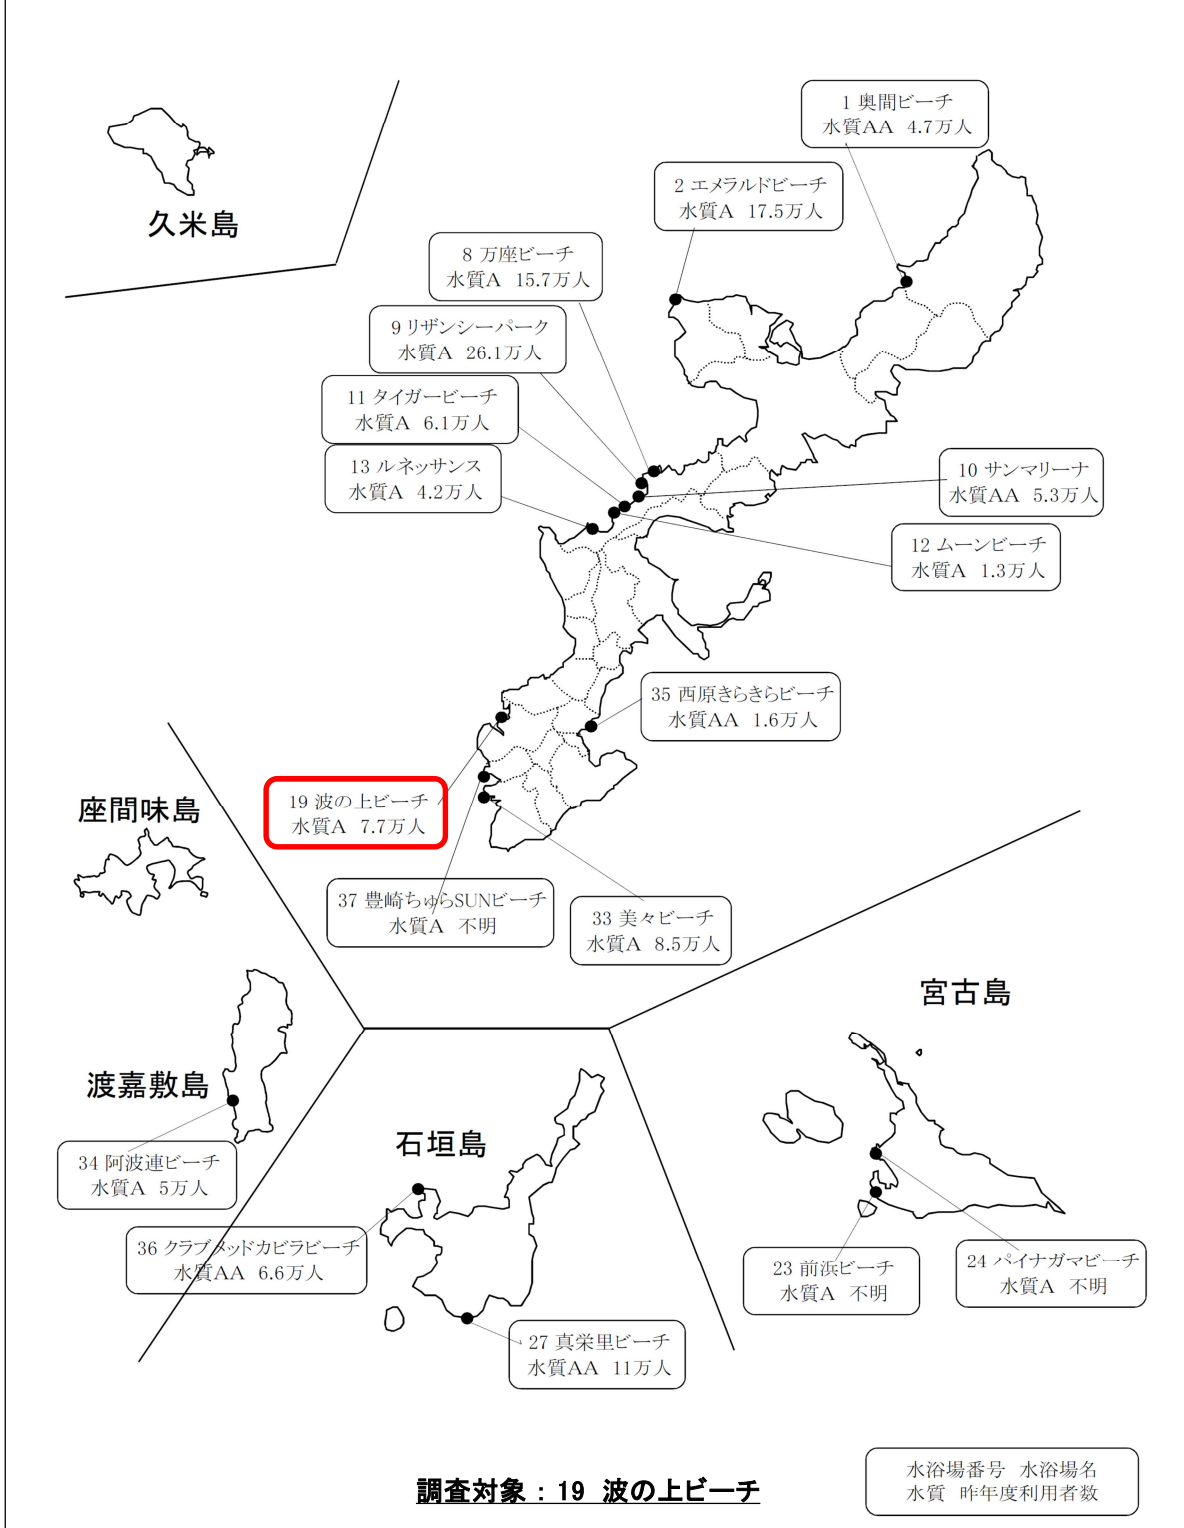 久米島
1 奥間ビーチ
水質AA 4.7万人
2 エメラルドビーチ
水質A 17.5万人
8 万座ビーチ
水質A 15.7万人
9 リザンシーパーク
水質A 26.1万人
11 タイガービーチ
水質A 6.1万人
13 ルネッサンス
水質A 4.2万人
10 サンマリーナ
水質AA 5.3万人
12 ムーンビーチ
水質A 1.3万人
35 西原きらきらビーチ
水質AA 1.6万人
19 波の上ビーチ
水質A 7.7万人
座間味島
37 豊崎ちゅらSUNビーチ
水質A 不明
33 美々ビーチ
水質A 8.5万人
宮古島
渡嘉敷島
石垣島
34 阿波連ビーチ
水質A 5万人
36 クラブメッドカビラビーチ
水質AA 6.6万人
23 前浜ビーチ
水質A 不明
24 パイナガマビーチ
水質A 不明
27 真栄里ビーチ
水質AA 11万人
調査対象：19 波の上ビーチ
水浴場番号 水浴場名
水質 昨年度利用者数